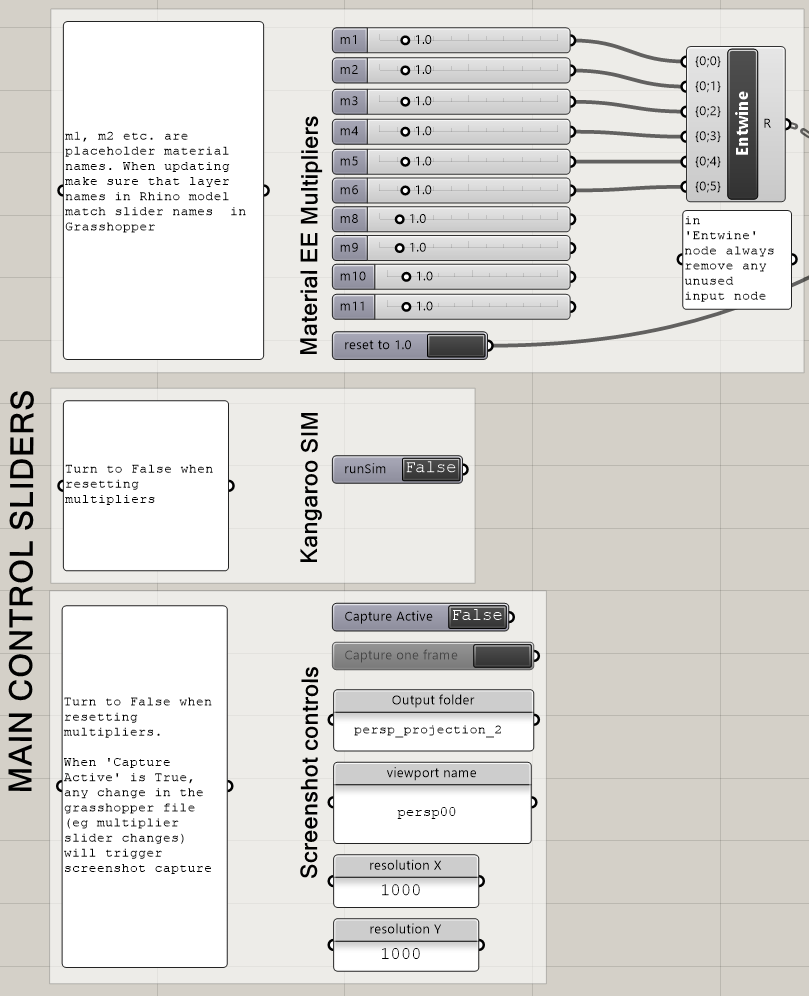 MAIN CONTROL SLIDERS
m1, m2 etc. are
placeholder material
names. When updating
make sure that layer
names in Rhino model
match slider names  in
Grasshopper
Material EE Multipliers
m1 1.0
m2 1.0
m3 1.0
m4 1.0
m5 1.0
m6 1.0
m8 1.0
m9 1.0
m10 1.0
m11 1.0
reset to 1.0
{0;0}
{0;1}
{0;2}
{0;3}
{0;4}
{0;5}
Entwine
R
in
'Entwine'
node always
remove any
unused
input node
Turn to False when
resetting
multipliers
Kangaroo SIM
runSim False
Turn to False when
resetting
multipliers.
When 'Capture
Active' is True,
any change in the
grasshopper file
(eg multiplier
slider changes)
will trigger
screenshot capture
Screenshot controls
Capture Active False
Capture one frame
Output folder
persp_projection_2
viewport name
persp00
resolution X
1000
resolution Y
1000